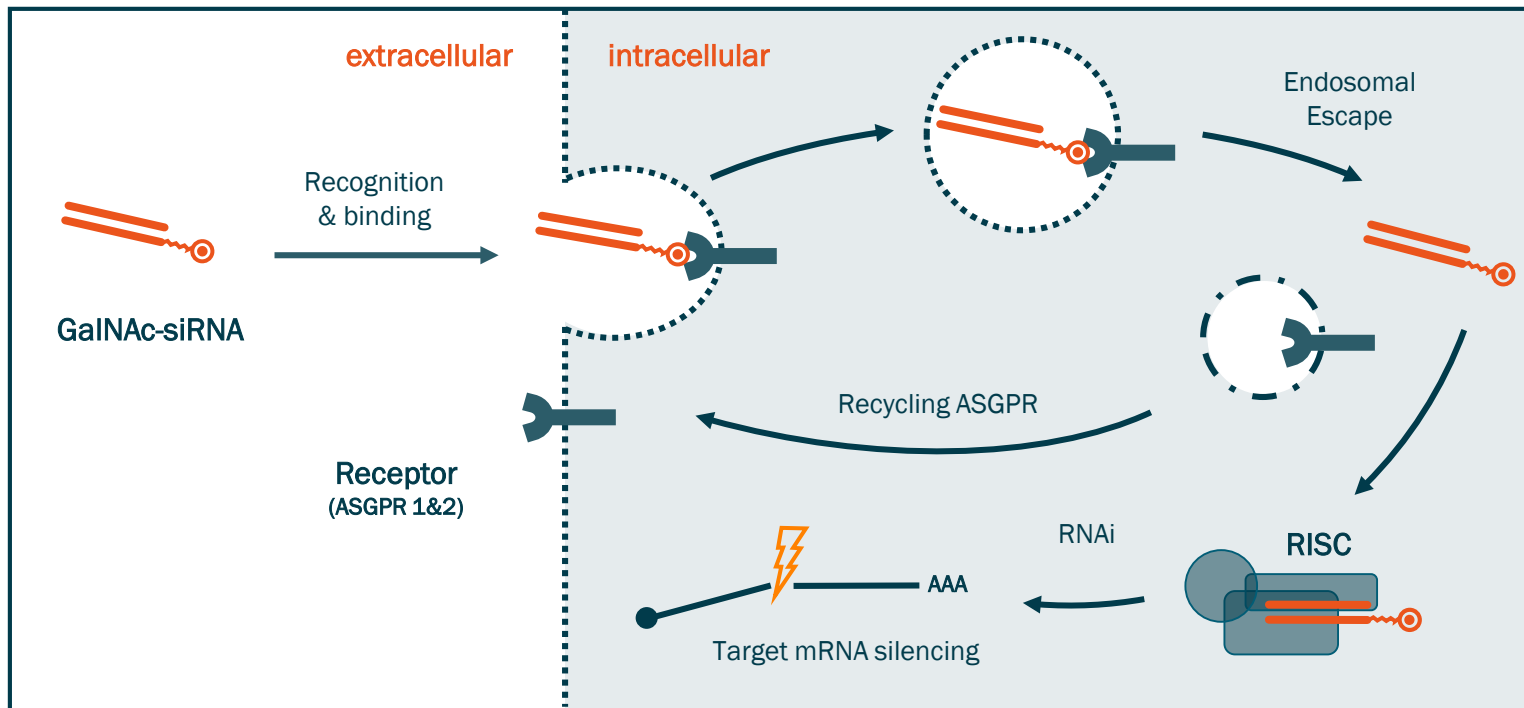 extracellular
intracellular
Endosomal
Escape
Recognition
& binding
GalNAc-siRNA
Recycling ASGPR
Receptor
(ASGPR 1&2)
RNAi
RISC
AAA
Target mRNA silencing